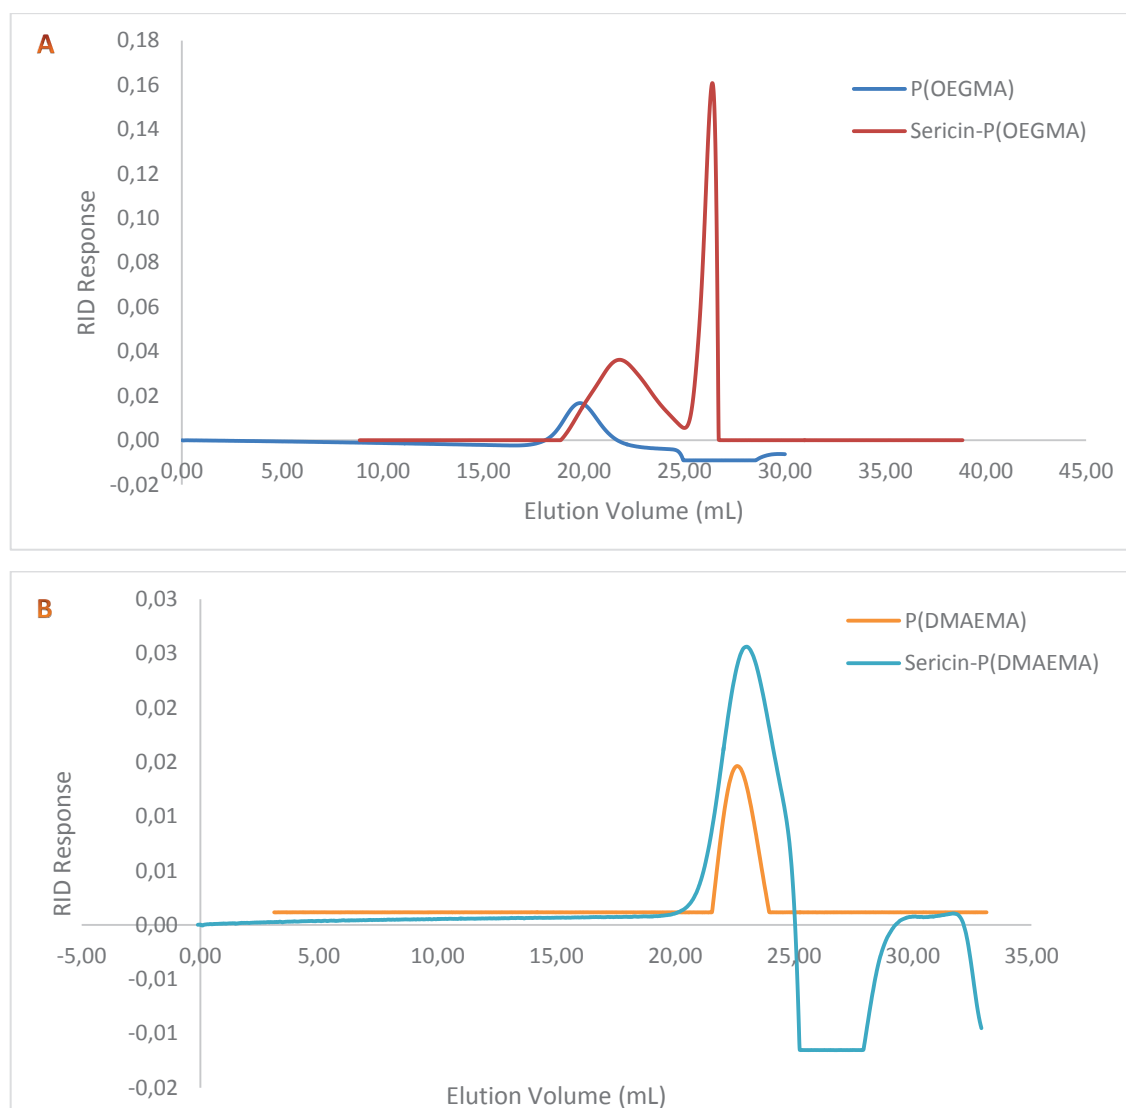 A
0,18
0,16
0,14
0,12
0,10
0,08
0,06
0,04
0,02
0,00
-0,02
RID Response
P(OEGMA)
Sericin-P(OEGMA)
0,00 5,00 10,00 15,00 20,00 25,00 30,00 35,00 40,00 45,00
Elution Volume (mL)
B
0,03
0,03
0,02
0,02
0,01
0,01
0,00
-0,01
-0,01
-0,02
RID Response
P(DMAEMA)
Sericin-P(DMAEMA)
-5,00 0,00 5,00 10,00 15,00 20,00 25,00 30,00 35,00
Elution Volume (mL)